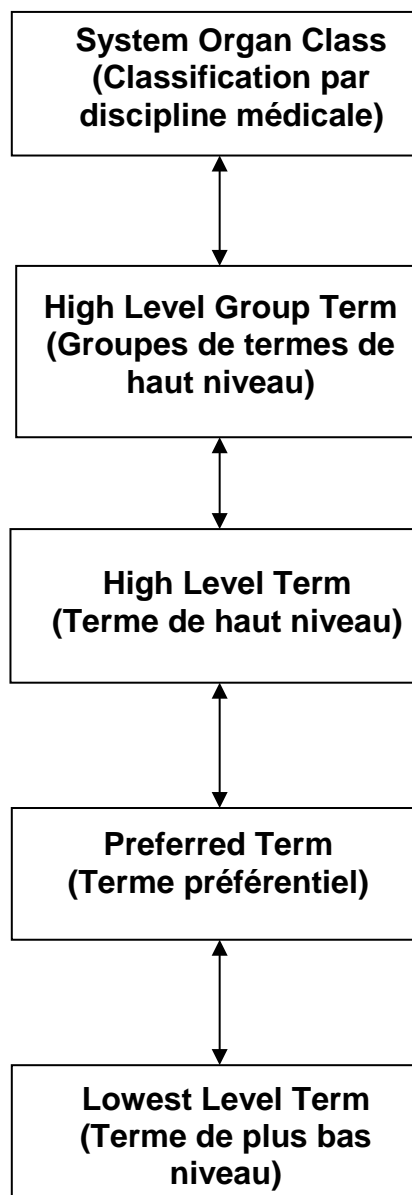 System Organ Class
(Classification par
discipline médicale)
High Level Group Term
(Groupes de termes de
haut niveau)
High Level Term
(Terme de haut niveau)
Preferred Term
(Terme préférentiel)
Lowest Level Term
(Terme de plus bas
niveau)